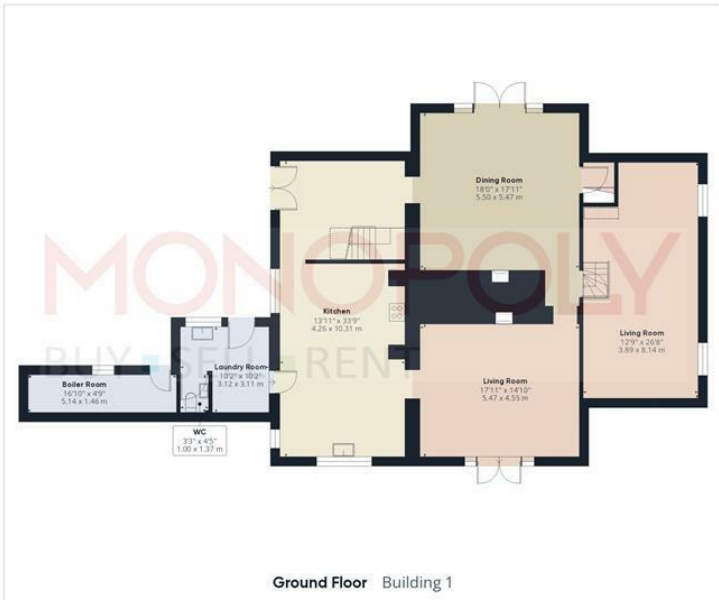 MONOPOLY
BUY SELL RENT
Dining Room
18'0" x 17'11"
5.50 x 5.47 m
Kitchen
13'11" x 33'9"
4.26 x 10.31 m
Living Room
12'9" x 26'8"
3.89 x 8.14 m
Laundry Room
10'2" x 10'2"
3.12 x 3.11 m
Living Room
17'11" x 14'10"
5.47 x 4.55 m
Boiler Room
16'10" x 4'9"
5.14 x 1.46 m
WC
3'3" x 4'5"
1.00 x 1.37 m
Ground Floor Building 1